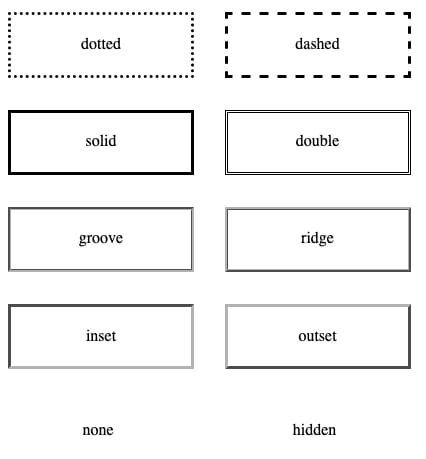 dotted
dashed
solid
double
groove
ridge
inset
outset
none
hidden